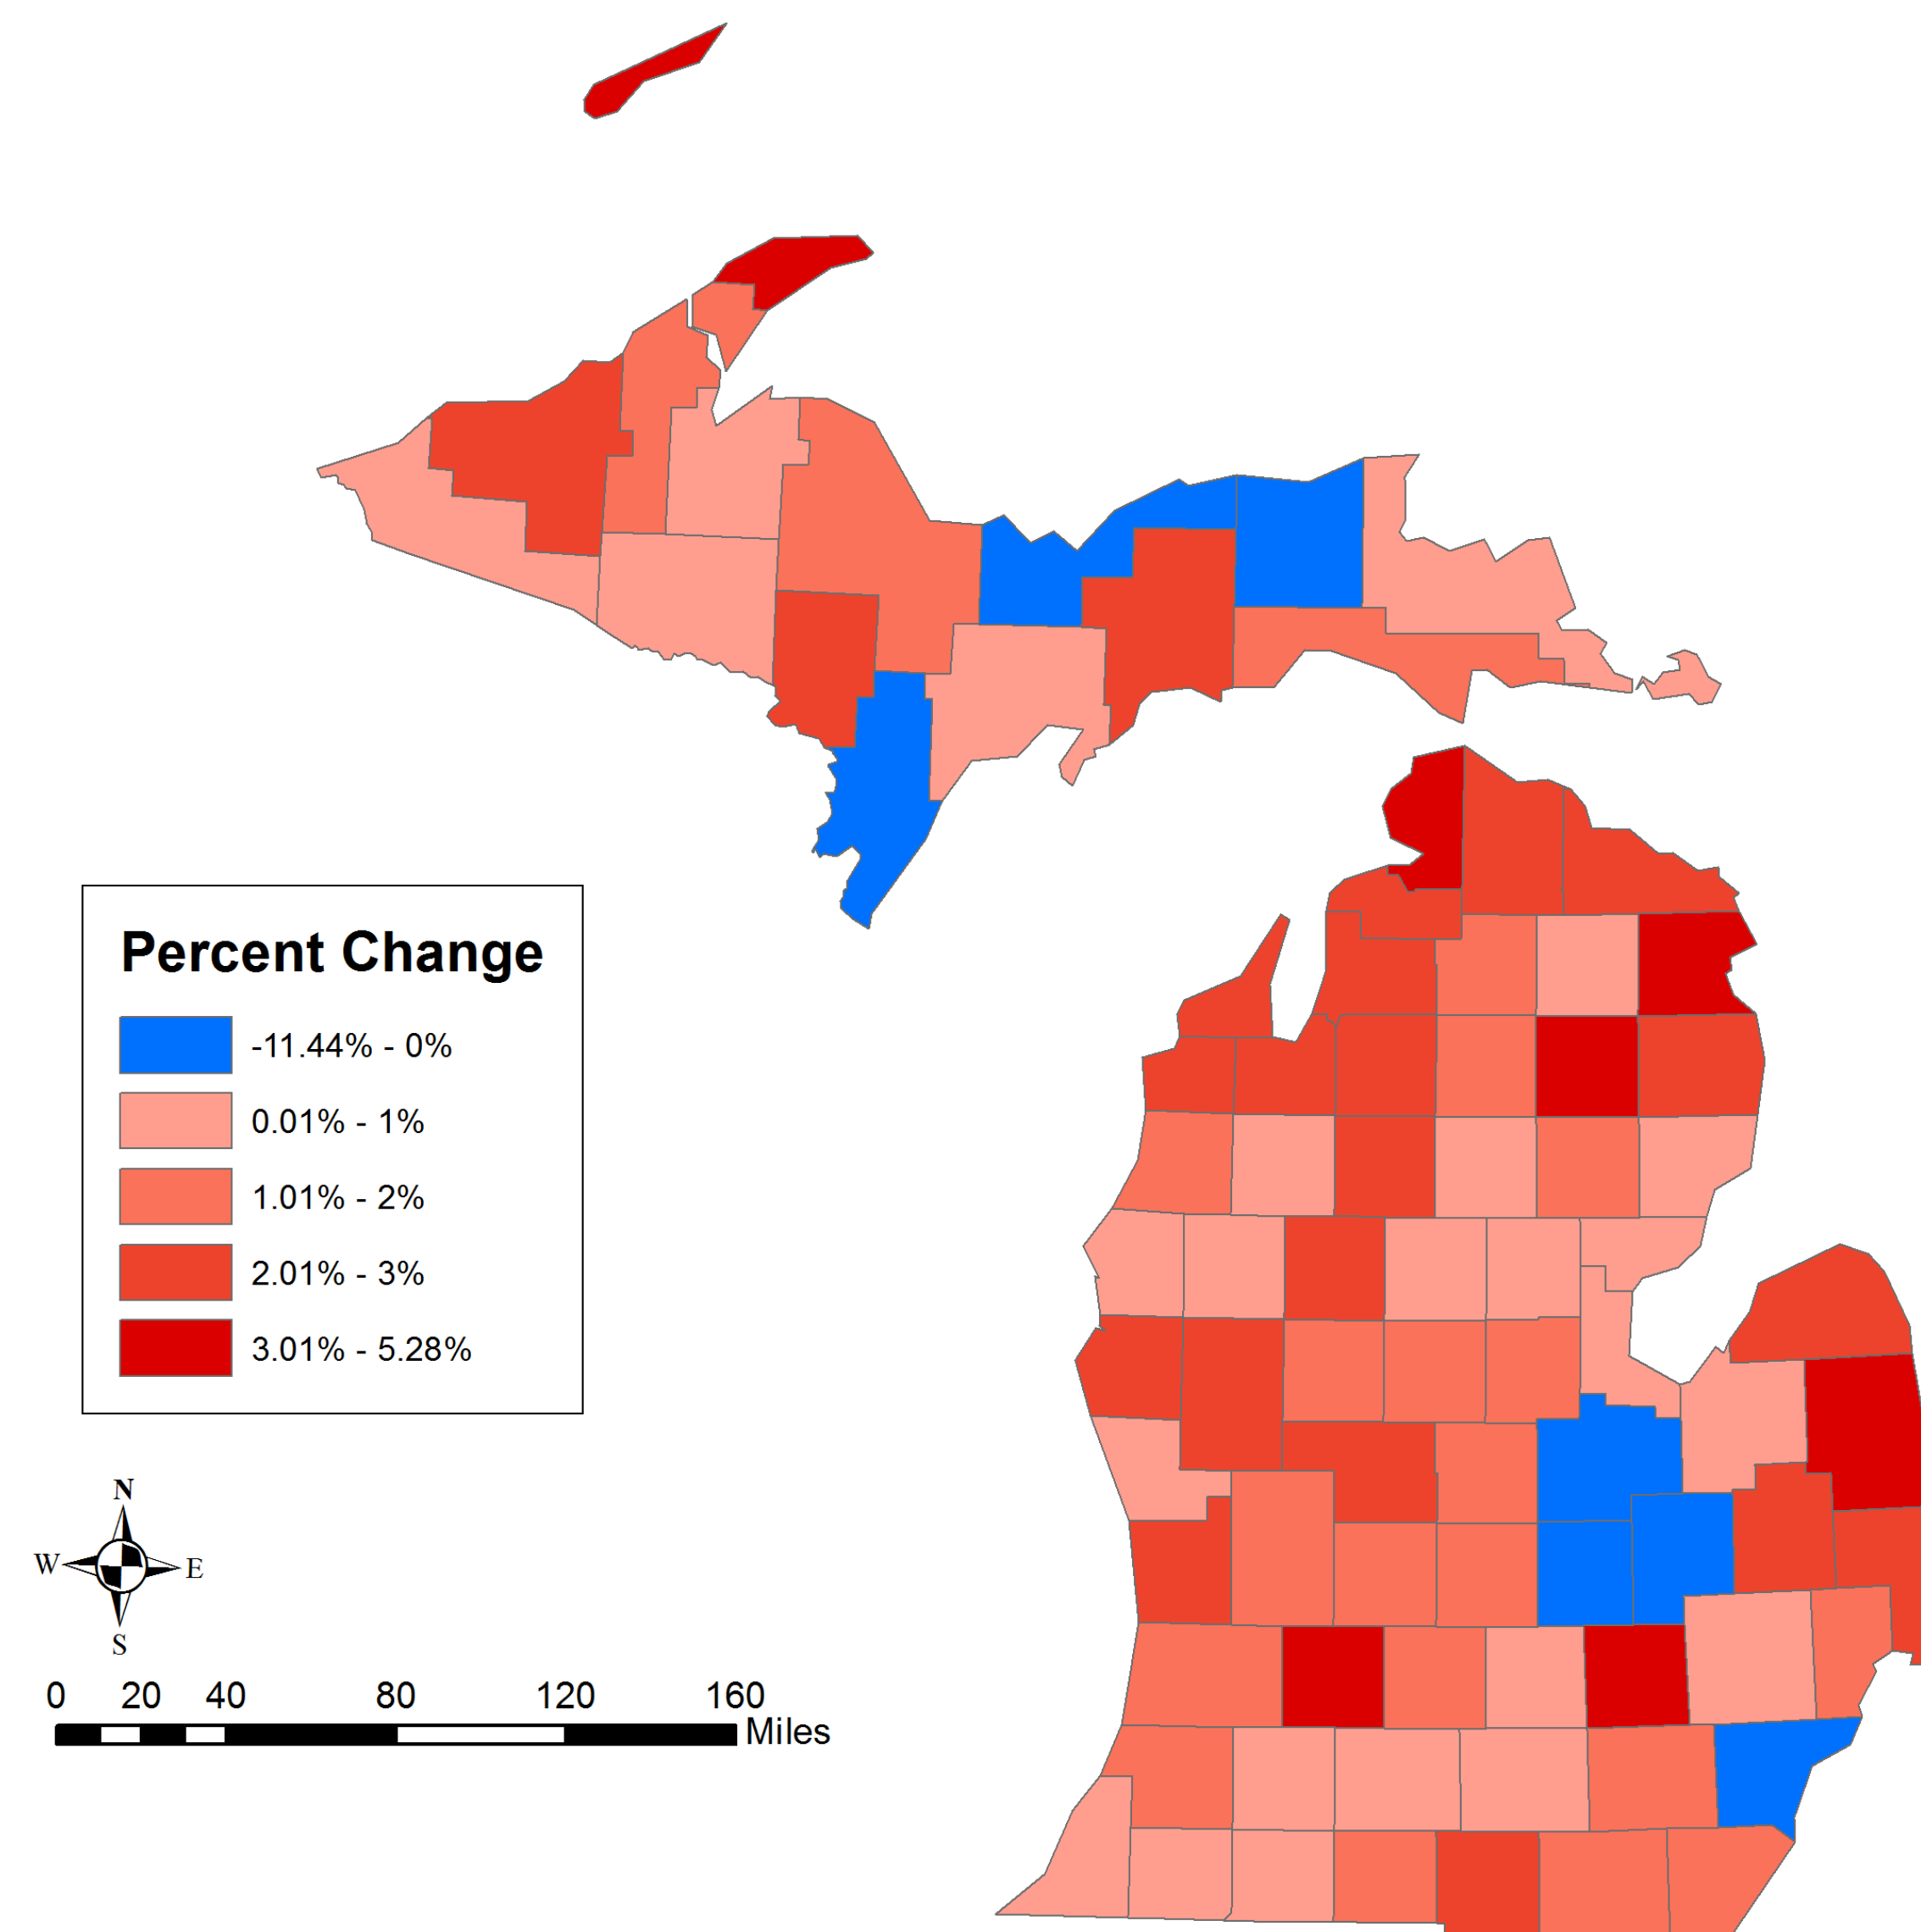 Percent Change
-11.44% - 0%
0.01% - 1%
1.01% - 2%
2.01% - 3%
3.01% - 5.28%
N
W E
S
0 20 40 80 120 160
Miles